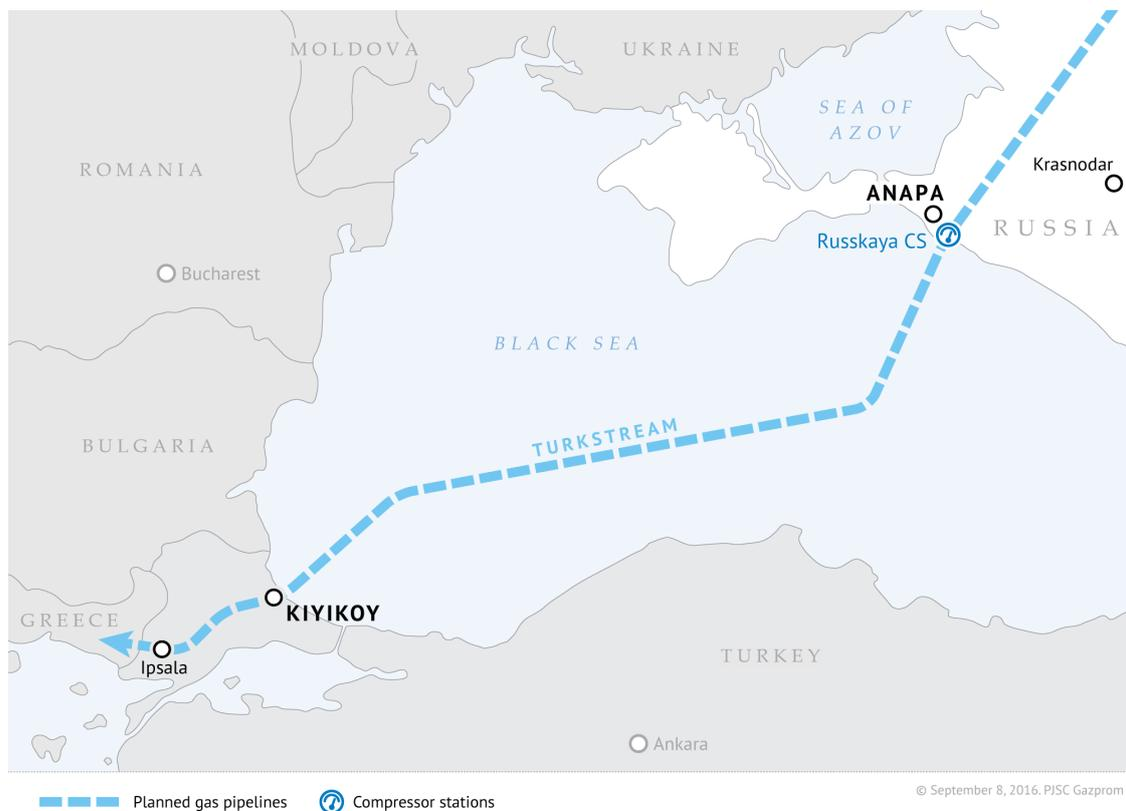 MOLDOVA
UKRAINE
SEA OF
AZOV
ROMANIA
Krasnodar
ANAPA
RUSSIA
Russkaya CS
Bucharest
BLACK SEA
TURKSTREAM
BULGARIA
KIYIKOY
GREECE
Ipsala
TURKEY
Ankara
Planned gas pipelines
Compressor stations
© September 8, 2016. PJSC Gazprom